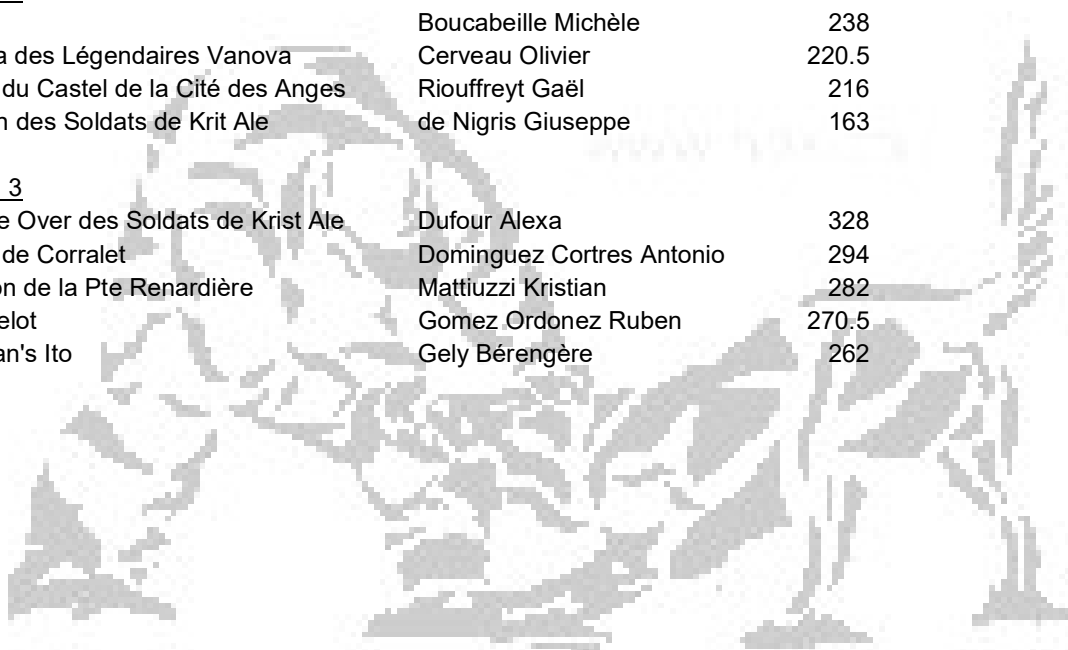 Boucabeille Michèle 238
a des Légendaires Vanova Cerveau Olivier 220.5
du Castel de la Cité des Anges Riouffreyt Gaël 216
n des Soldats de Krit Ale de Nigris Giuseppe 163
3
e Over des Soldats de Krist Ale Dufour Alexa 328
de Corralet Dominguez Cortres Antonio 294
on de la Pte Renardière Mattiuzzi Kristian 282
elot Gomez Ordonez Ruben 270.5
an's Ito Gely Bérengère 262